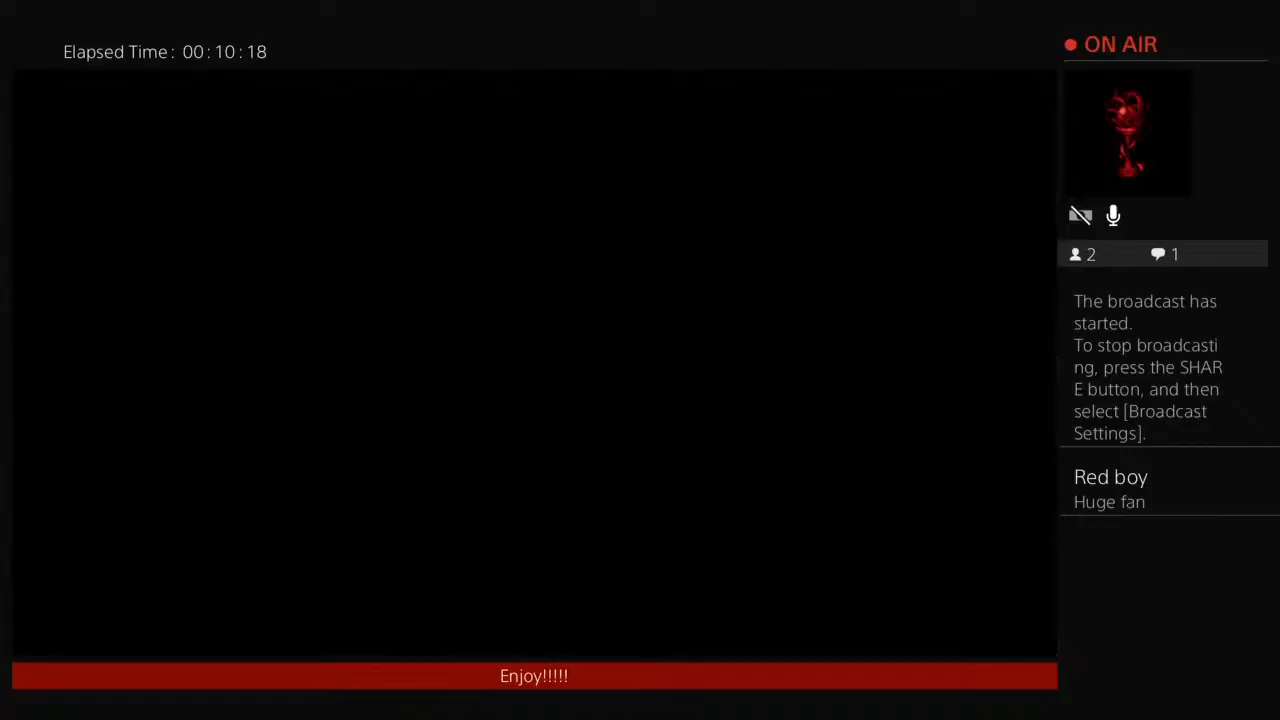 Elapsed Time: 00:10:18
ON AIR
2 1
The broadcast has
started.
To stop broadcasti
ng, press the SHAR
E button, and then
select [Broadcast
Settings].
Red boy
Huge fan
Enjoy!!!!!